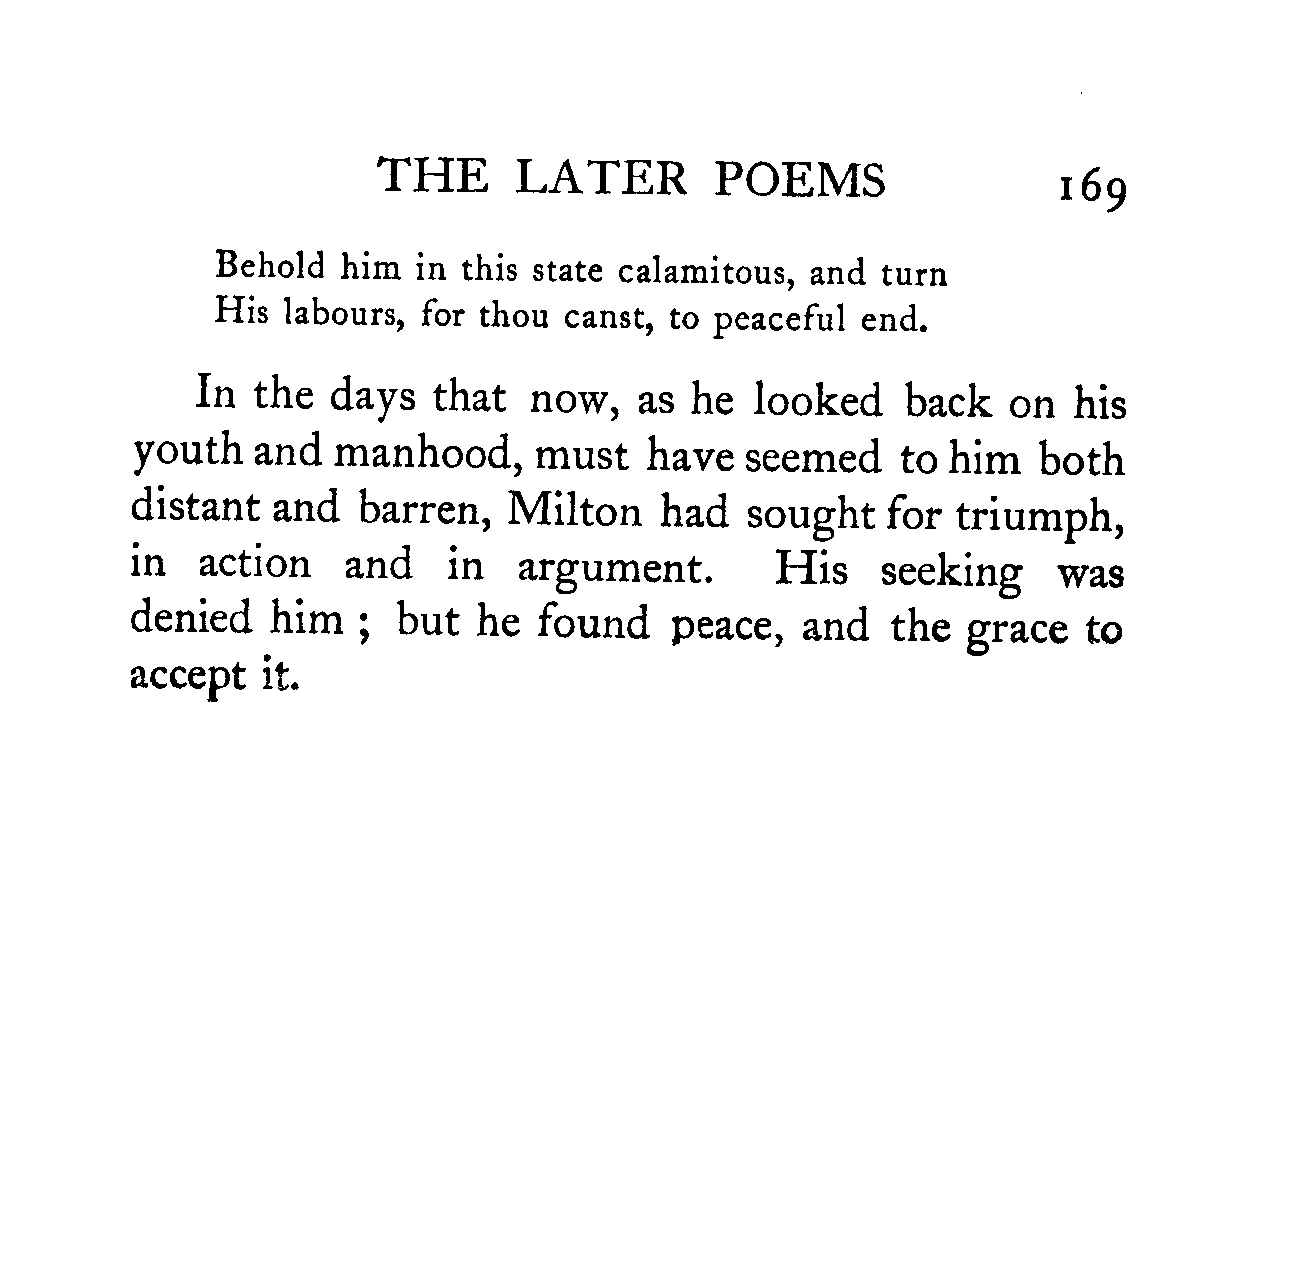 THE LATER POEMS 169
Behold him in this state calamitous, and turn
His labours, for thou canst, to peaceful end.
In the days that now, as he looked back on his
youth and manhood, must have seemed to him both
distant and barren, Milton had sought for triumph,
in action and in argument. His seeking was
denied him ; but he found peace, and the grace to
accept it.